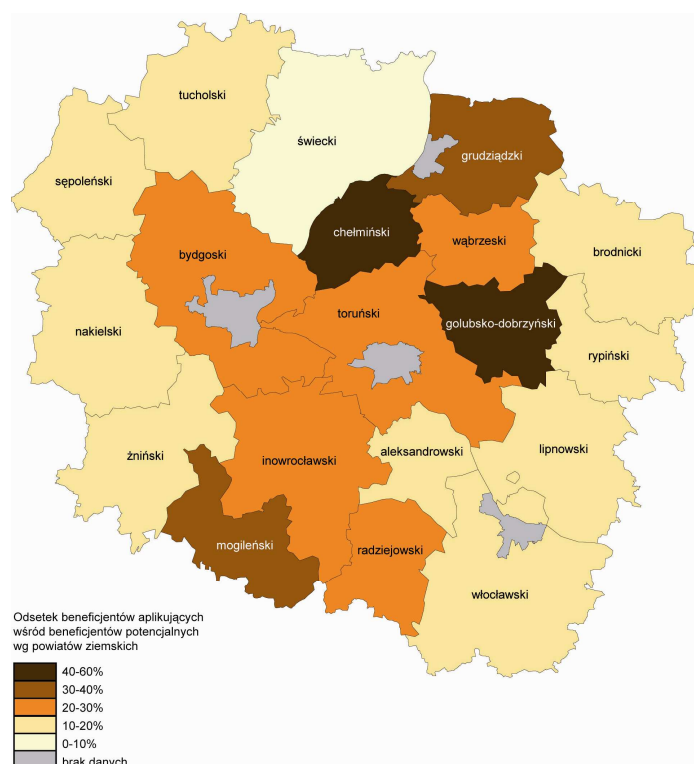 tucholski
świecki
grudziądzki
sępoleński
chełmiński
wąbrzeski
brodnicki
bydgoski
toruński
golubsko-dobrzyński
nakielski
rypiński
żniński
inowrocławski
aleksandrowski
lipnowski
mogileński
radziejowski
włocławski
Odsetek beneficjentów aplikujących
wśród beneficjentów potencjalnych
wg powiatów ziemskich
40-60%
30-40%
20-30%
10-20%
0-10%
brak danych